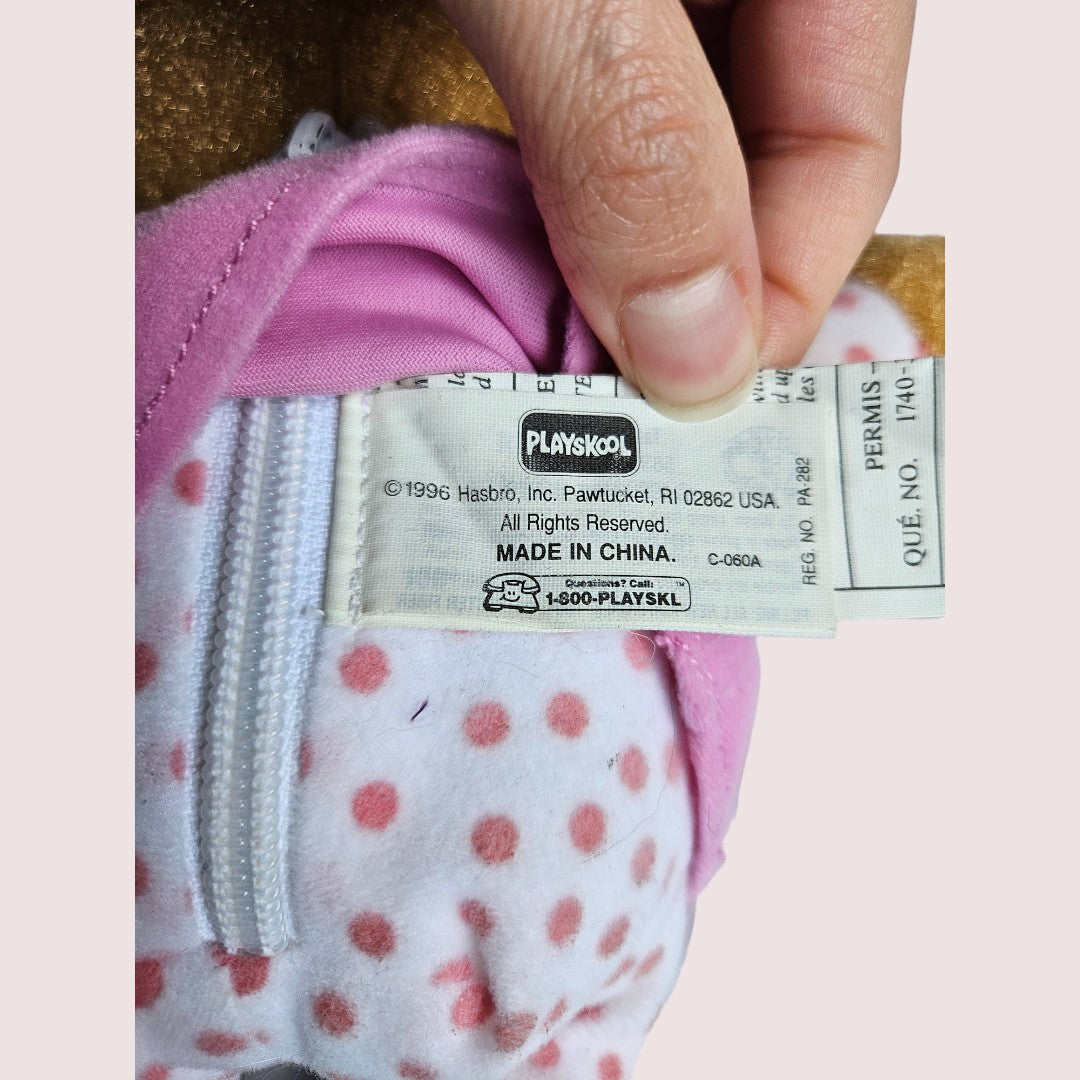 PLAYSKOOL
©1996 Hasbro, Inc. Pawtucket, RI 02862 USA.
All Rights Reserved.
MADE IN CHINA. C-060A
Questions? Call: ™
1-800-PLAYSKL
REG. NO. PA-282
PERMIS –
QUÉ. NO. 1740-